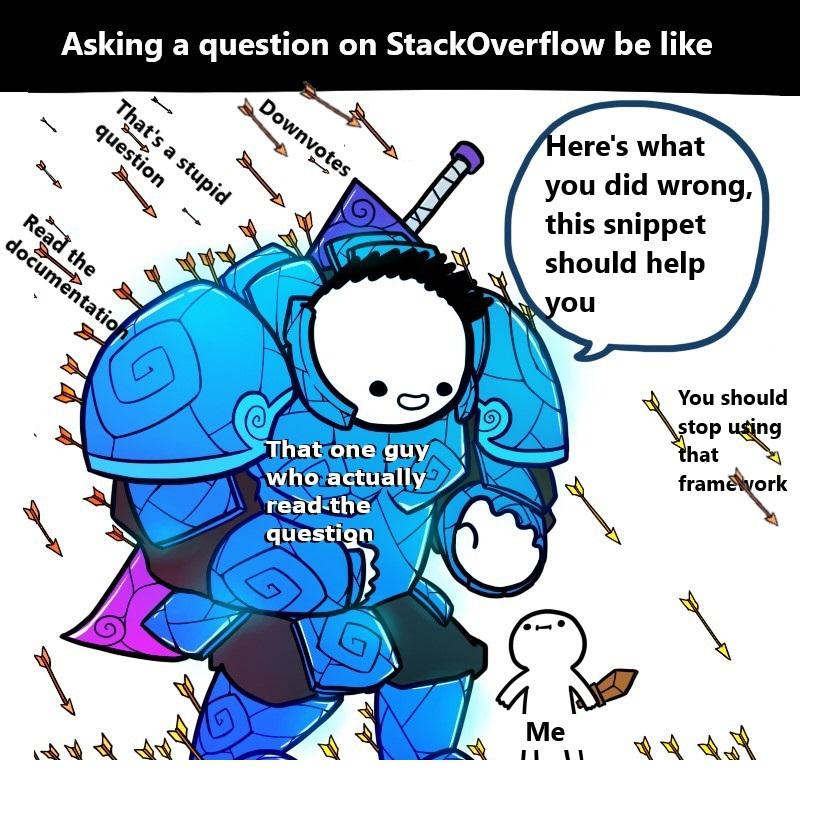 Asking a question on StackOverflow be like
That's a stupid
question
Downvotes
Read the
documentation
Here's what
you did wrong,
this snippet
should help
you
You should
stop using
that
framework
That one guy
who actually
read the
question
Me